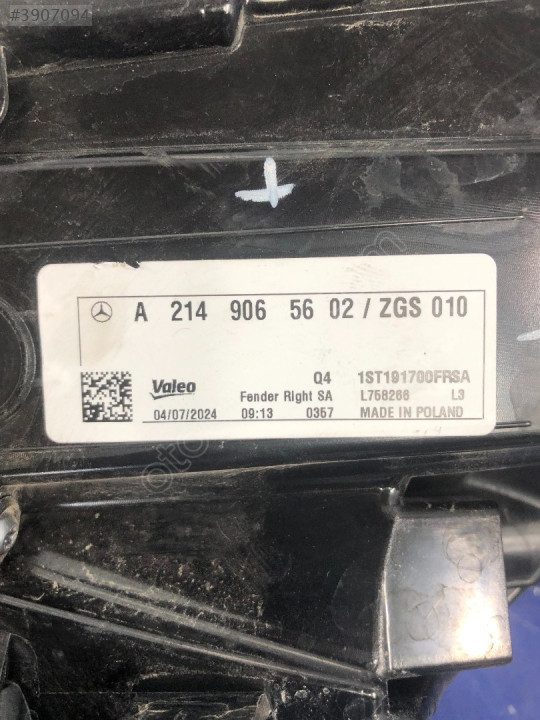 #3907094
A 214 906 56 02 / ZGS 010
Q4 1ST191700FRSA
Valeo Fender Right SA L758268 L3
04/07/2024 09:13 0357 MADE IN POLAND